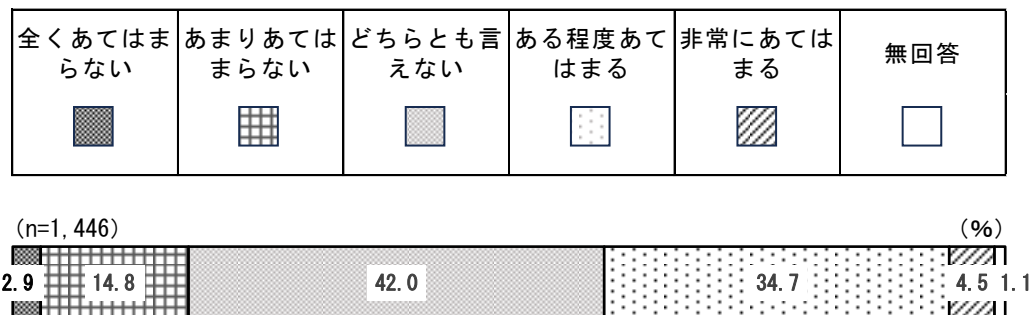 全くあてはま
らない
あまりあては
まらない
どちらとも言
えない
ある程度あて
はまる
非常にあては
まる
無回答
(n=1,446)
(%)
2.9 14.8 42.0 34.7 4.5 1.1